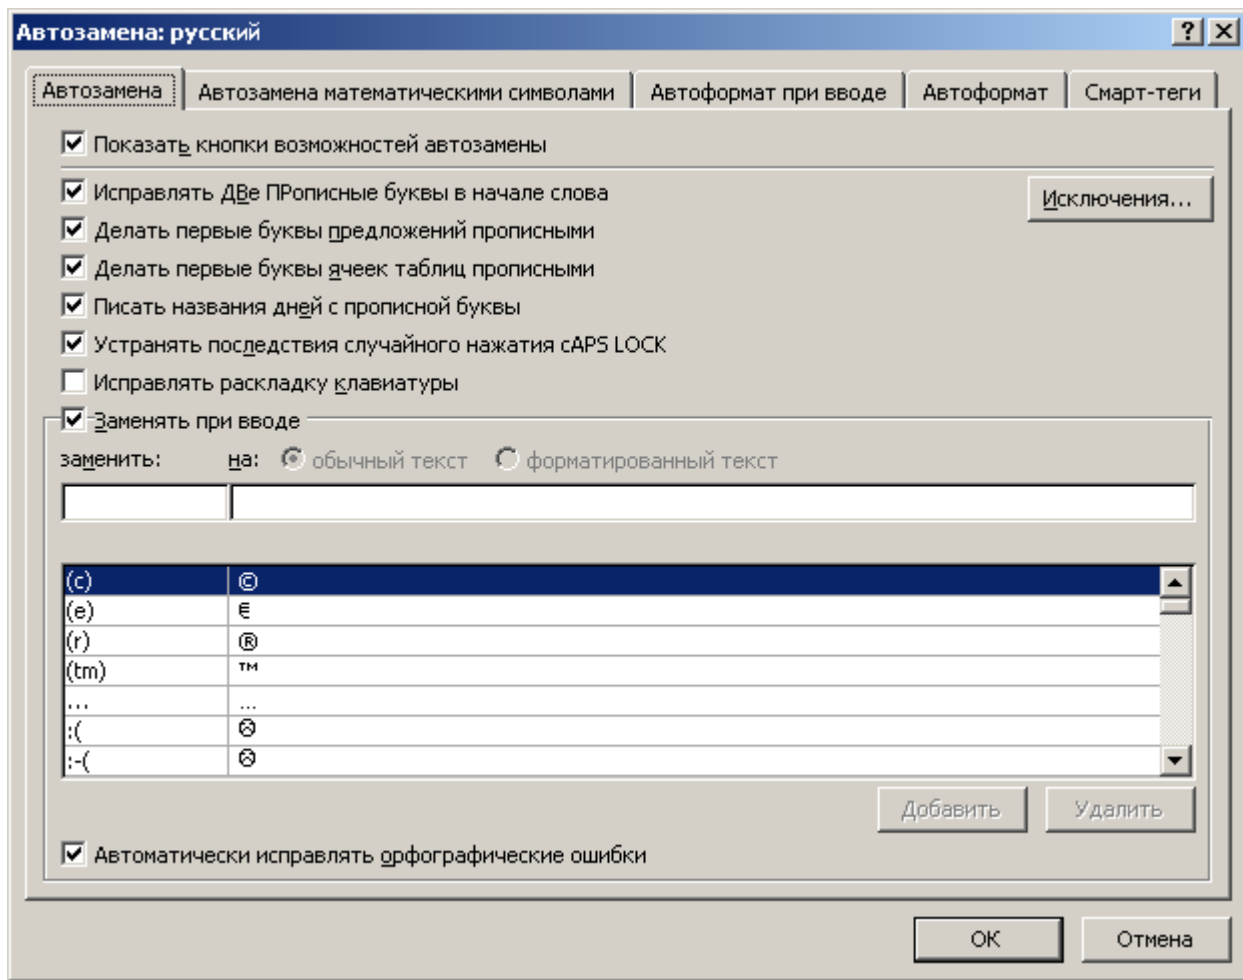 Автозамена: русский
Автозамена Автозамена математическими символами Автоформат при вводе Автоформат Смарт-теги
Показать кнопки возможностей автозамены
Исправлять ДВе ПРописные буквы в начале слова
Исключения...
Делать первые буквы предложений прописными
Делать первые буквы ячеек таблиц прописными
Писать названия дней с прописной буквы
Устранять последствия случайного нажатия cAPS LOCK
Исправлять раскладку клавиатуры
Заменять при вводе
заменить: на: обычный текст форматированный текст
(c) ©
(e) €
(r) ®
(tm) ™
... …
:( ☹
:-( ☹
Добавить Удалить
Автоматически исправлять орфографические ошибки
ОК Отмена